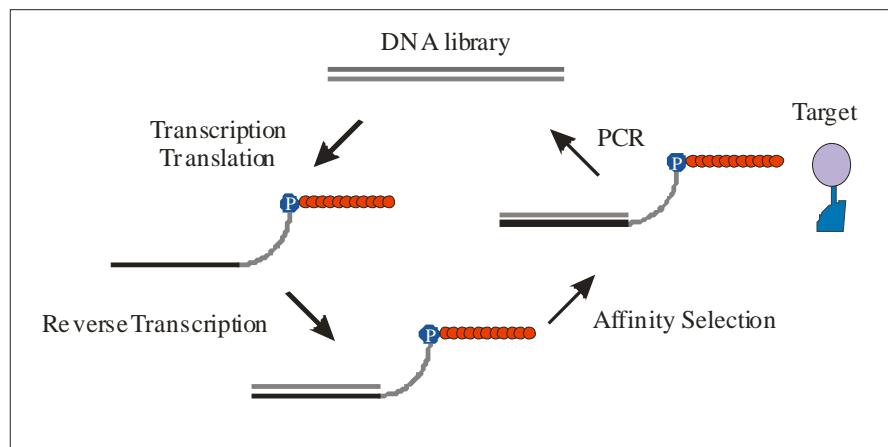 DNA library
Transcription
Translation
PCR
Target
P
P
Reverse Transcription
Affinity Selection
P